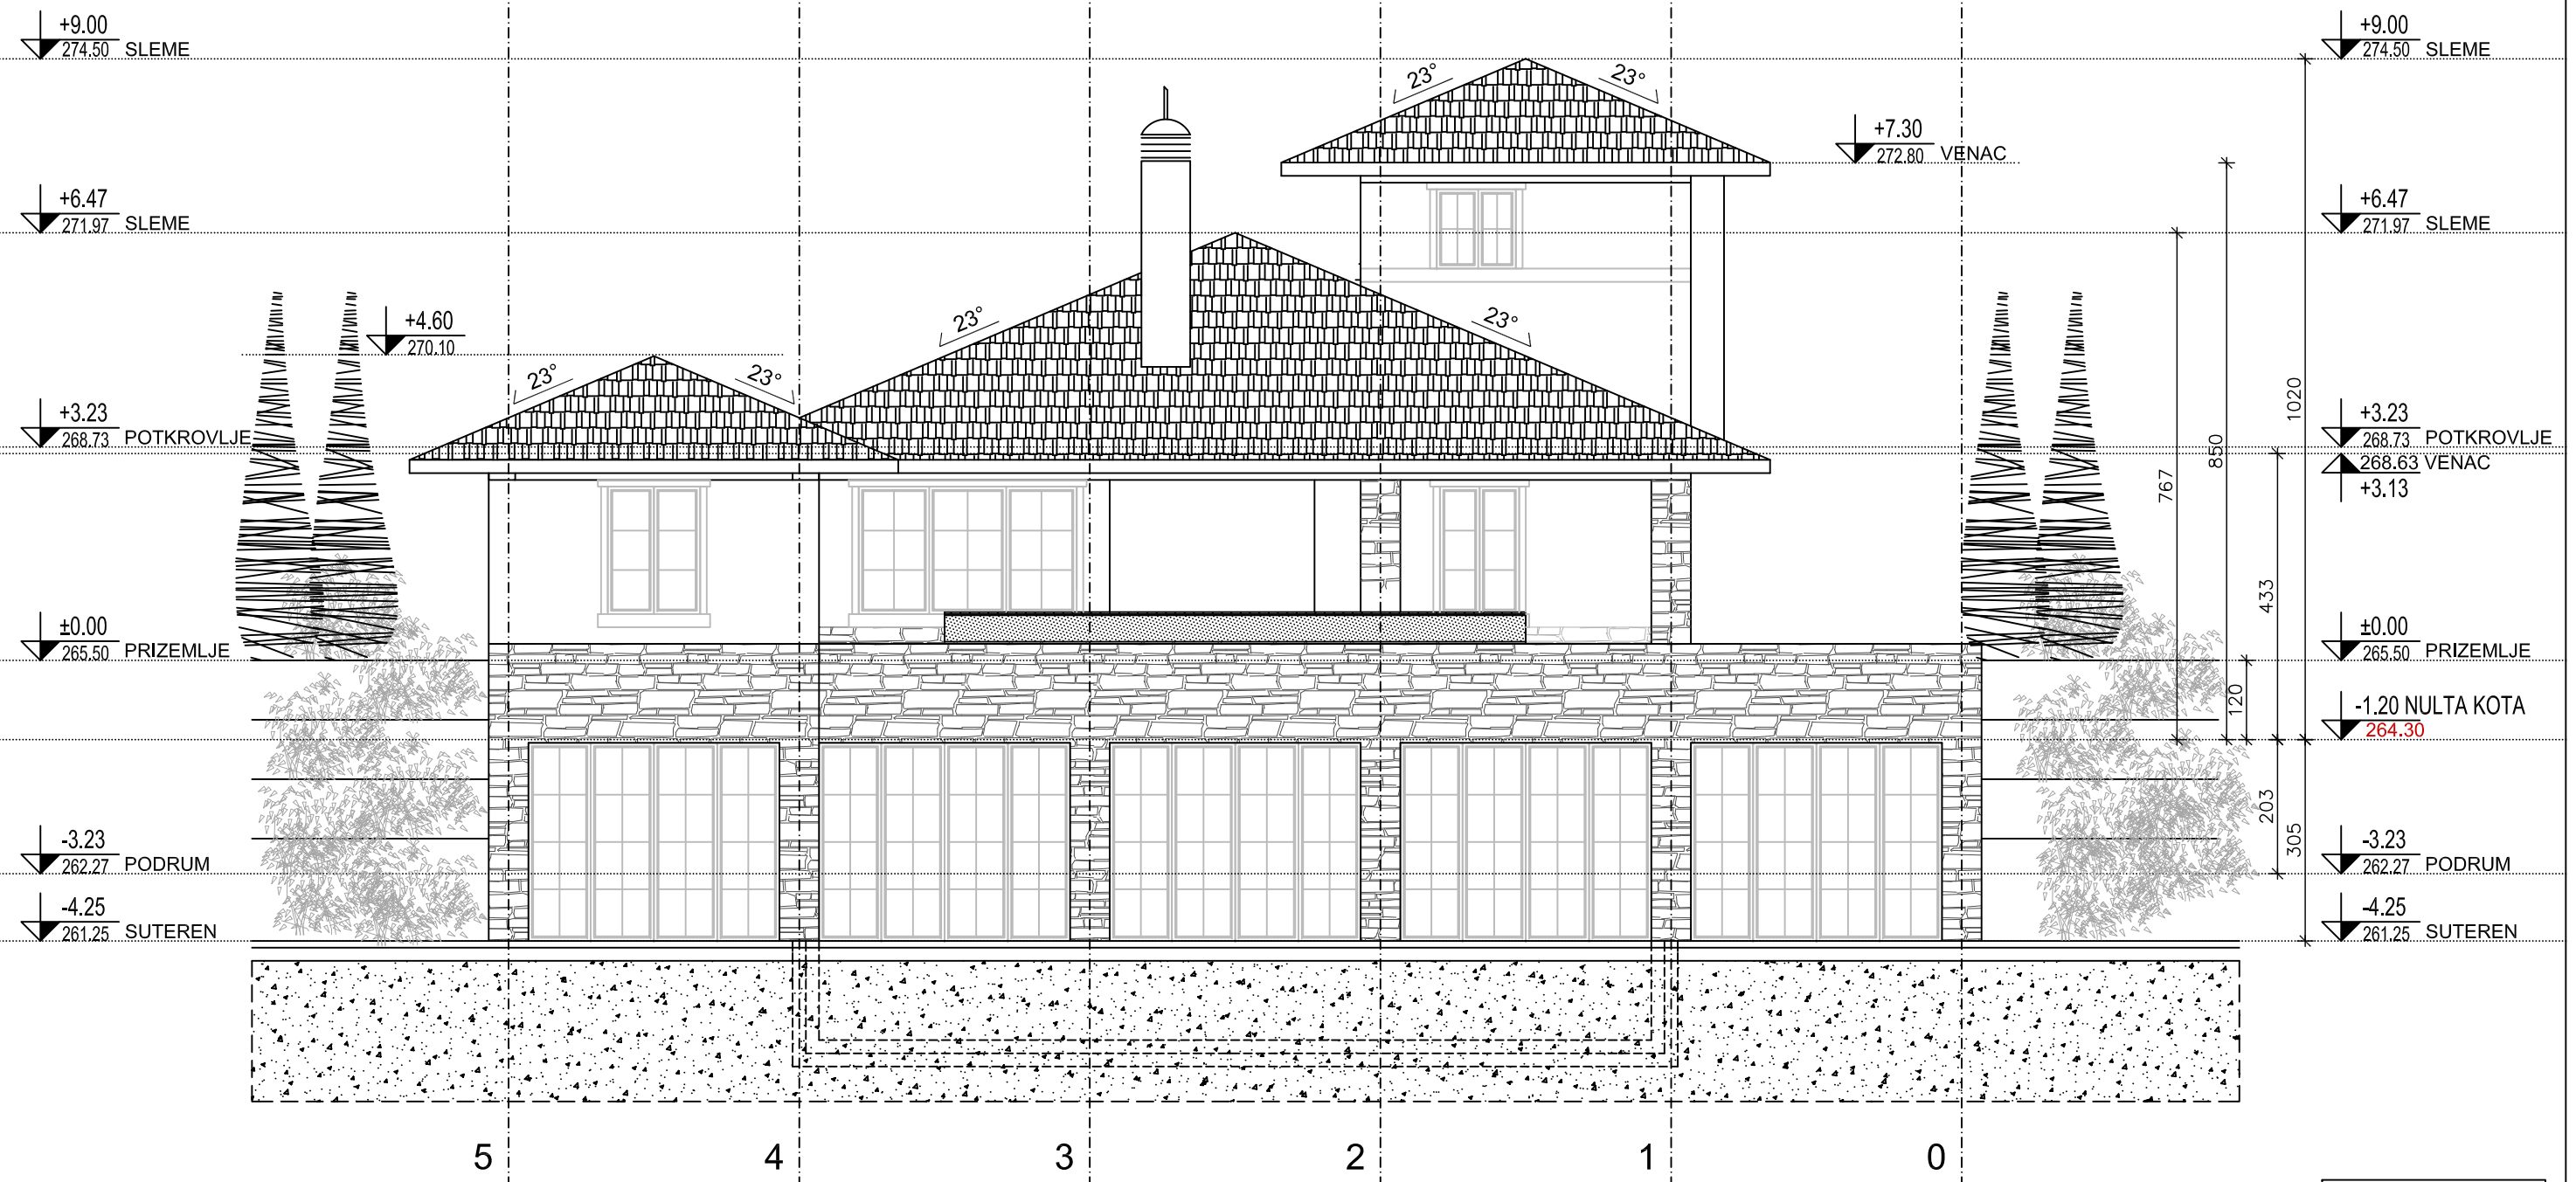 +9.00
274.50 SLEME
+9.00
274.50 SLEME
23°
23°
+7.30
272.80 VENAC
+6.47
271.97 SLEME
+6.47
271.97 SLEME
+4.60
270.10
23°
23°
23°
23°
+3.23
268.73 POTKROVLJE
+3.23
268.73 POTKROVLJE
268.63 VENAC
+3.13
1020
850
767
433
±0.00
265.50 PRIZEMLJE
±0.00
265.50 PRIZEMLJE
120
-1.20 NULTA KOTA
264.30
203
305
-3.23
262.27 PODRUM
-3.23
262.27 PODRUM
-4.25
261.25 SUTEREN
-4.25
261.25 SUTEREN
5 4 3 2 1 0